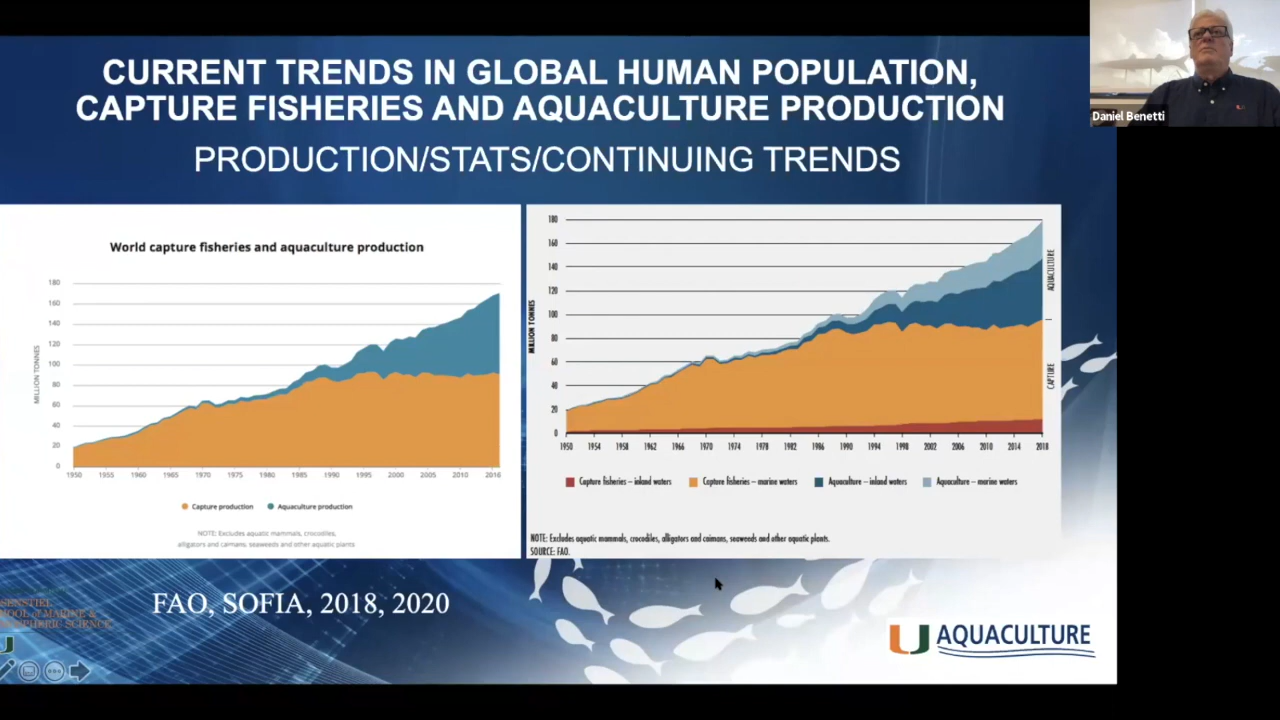 CURRENT TRENDS IN GLOBAL HUMAN POPULATION,
CAPTURE FISHERIES AND AQUACULTURE PRODUCTION
PRODUCTION/STATS/CONTINUING TRENDS
Daniel Benetti
World capture fisheries and aquaculture production
MILLION TONNES
180
160
140
120
100
80
60
40
20
0
1950 1955 1960 1965 1970 1975 1980 1985 1990 1995 2000 2005 2010 2016
Capture production Aquaculture production
NOTE: Excludes aquatic mammals, crocodiles,
alligators and caimans, seaweeds and other aquatic plants
MILLION TONNES
180
160
140
120
100
80
60
40
20
0
1950 1954 1958 1962 1966 1970 1974 1978 1982 1986 1990 1994 1998 2002 2006 2010 2014 2018
AQUACULTURE
CAPTURE
Capture fisheries – inland waters Capture fisheries – marine waters Aquaculture – inland waters Aquaculture – marine waters
NOTE: Excludes aquatic mammals, crocodiles, alligators and caimans, seaweeds and other aquatic plants.
SOURCE: FAO.
FAO, SOFIA, 2018, 2020
SENSTIEL
OOL of MARINE &
OSPHERIC SCIENCE
U AQUACULTURE